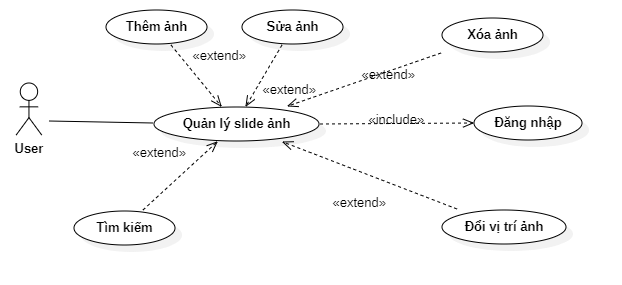 Thêm ảnh
Sửa ảnh
Xóa ảnh
«extend»
«extend»
«extend»
Quản lý slide ảnh
«include»
Đăng nhập
User
«extend»
«extend»
Tìm kiếm
Đổi vị trí ảnh